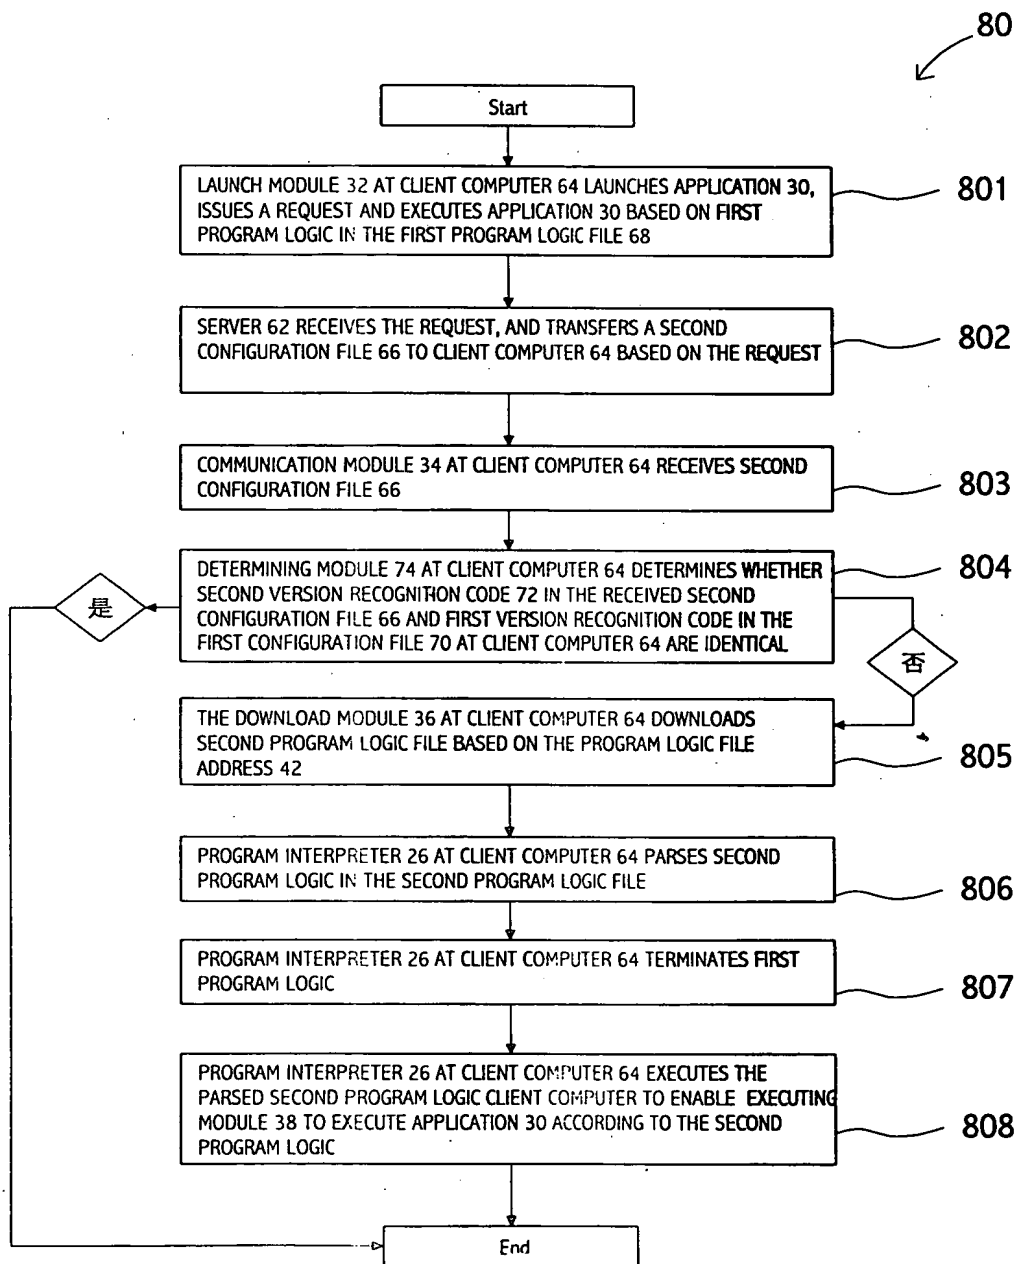 80
Start
LAUNCH MODULE 32 AT CLIENT COMPUTER 64 LAUNCHES APPLICATION 30,
ISSUES A REQUEST AND EXECUTES APPLICATION 30 BASED ON FIRST
PROGRAM LOGIC IN THE FIRST PROGRAM LOGIC FILE 68
801
SERVER 62 RECEIVES THE REQUEST, AND TRANSFERS A SECOND
CONFIGURATION FILE 66 TO CLIENT COMPUTER 64 BASED ON THE REQUEST
802
COMMUNICATION MODULE 34 AT CLIENT COMPUTER 64 RECEIVES SECOND
CONFIGURATION FILE 66
803
DETERMINING MODULE 74 AT CLIENT COMPUTER 64 DETERMINES WHETHER
SECOND VERSION RECOGNITION CODE 72 IN THE RECEIVED SECOND
CONFIGURATION FILE 66 AND FIRST VERSION RECOGNITION CODE IN THE
FIRST CONFIGURATION FILE 70 AT CLIENT COMPUTER 64 ARE IDENTICAL
804
是
否
THE DOWNLOAD MODULE 36 AT CLIENT COMPUTER 64 DOWNLOADS
SECOND PROGRAM LOGIC FILE BASED ON THE PROGRAM LOGIC FILE
ADDRESS 42
805
PROGRAM INTERPRETER 26 AT CLIENT COMPUTER 64 PARSES SECOND
PROGRAM LOGIC IN THE SECOND PROGRAM LOGIC FILE
806
PROGRAM INTERPRETER 26 AT CLIENT COMPUTER 64 TERMINATES FIRST
PROGRAM LOGIC
807
PROGRAM INTERPRETER 26 AT CLIENT COMPUTER 64 EXECUTES THE
PARSED SECOND PROGRAM LOGIC CLIENT COMPUTER TO ENABLE EXECUTING
MODULE 38 TO EXECUTE APPLICATION 30 ACCORDING TO THE SECOND
PROGRAM LOGIC
808
End